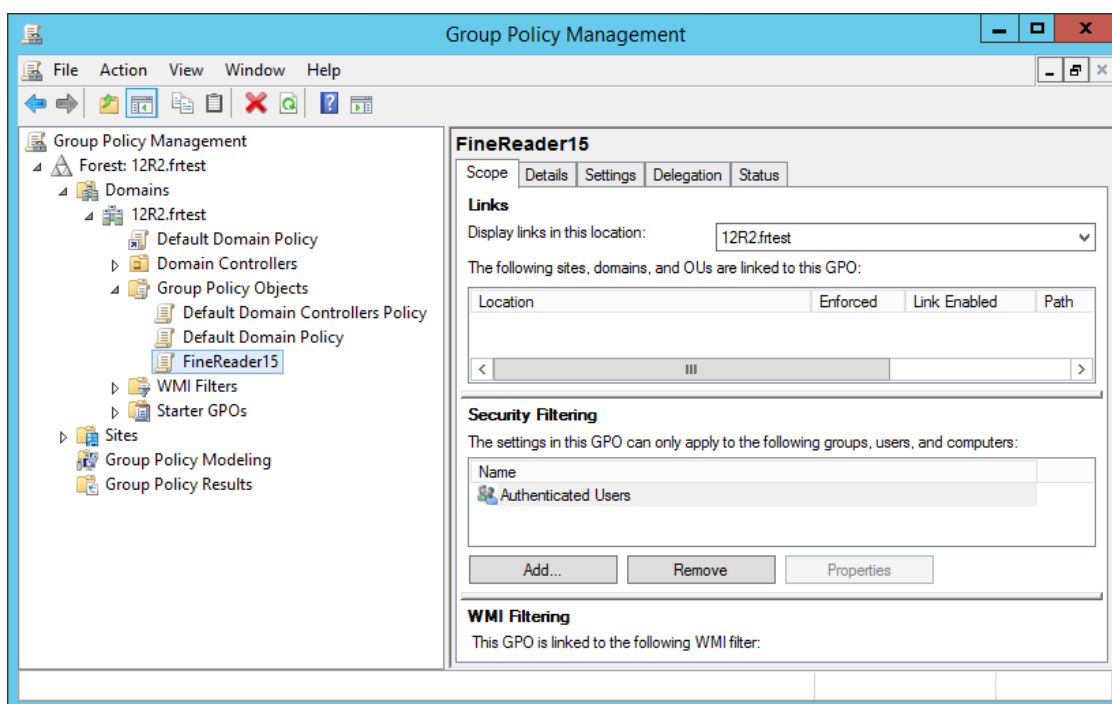 Group Policy Management
File Action View Window Help
Group Policy Management
Forest: 12R2.frtest
Domains
12R2.frtest
Default Domain Policy
Domain Controllers
Group Policy Objects
Default Domain Controllers Policy
Default Domain Policy
FineReader15
WMI Filters
Starter GPOs
Sites
Group Policy Modeling
Group Policy Results
FineReader15
Scope Details Settings Delegation Status
Links
Display links in this location: 12R2.frtest
The following sites, domains, and OUs are linked to this GPO:
Location Enforced Link Enabled Path
Security Filtering
The settings in this GPO can only apply to the following groups, users, and computers:
Name
Authenticated Users
Add... Remove Properties
WMI Filtering
This GPO is linked to the following WMI filter: